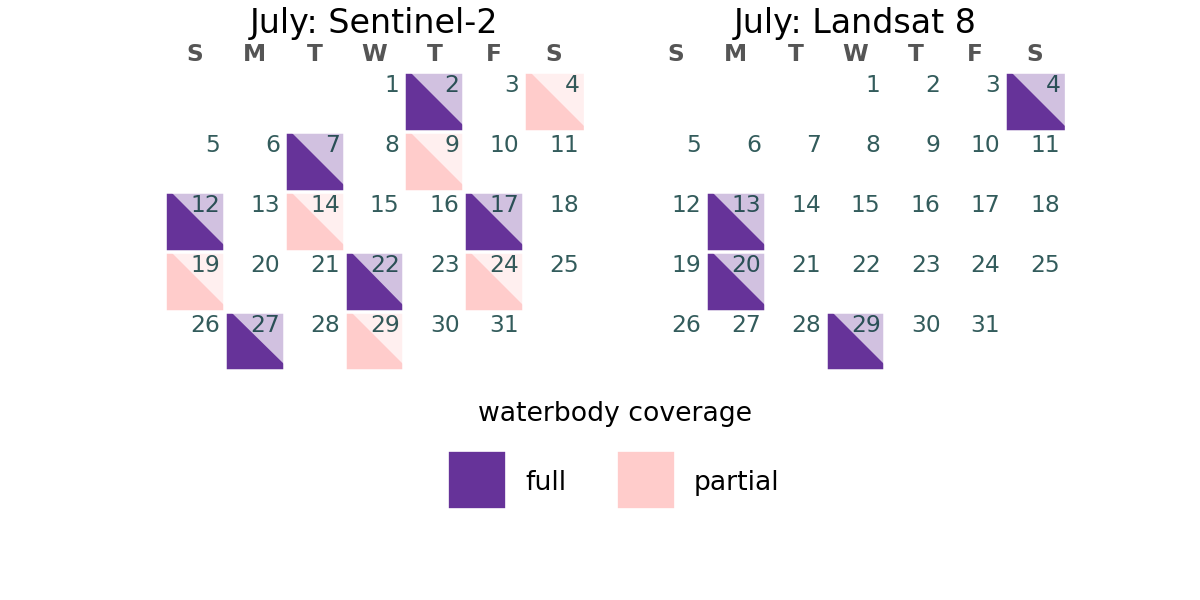 July: Sentinel-2
S M T W T F S
1 2 3 4
5 6 7 8 9 10 11
12 13 14 15 16 17 18
19 20 21 22 23 24 25
26 27 28 29 30 31
July: Landsat 8
S M T W T F S
1 2 3 4
5 6 7 8 9 10 11
12 13 14 15 16 17 18
19 20 21 22 23 24 25
26 27 28 29 30 31
waterbody coverage
full
partial